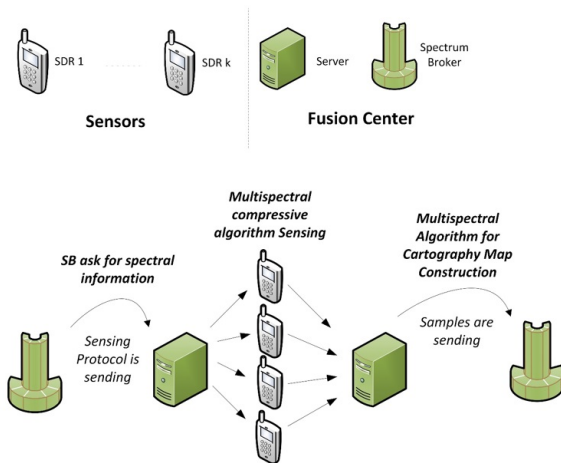 SDR 1
SDR k
Server
Spectrum
Broker
Sensors
Fusion Center
Multispectral
compressive
algorithm Sensing
Multispectral
Algorithm for
Cartography Map
Construction
SB ask for spectral
information
Sensing
Protocol is
sending
Samples are
sending